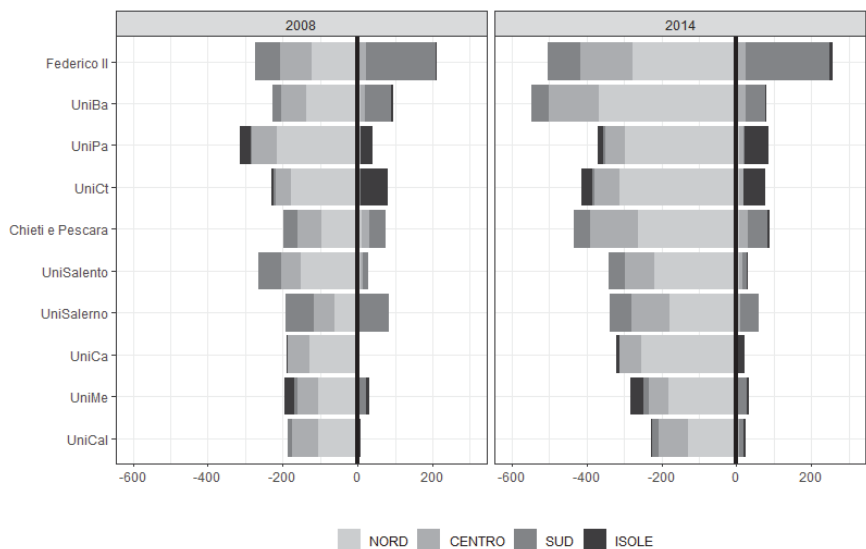 2008 2014
Federico II
UniBa
UniPa
UniCt
Chieti e Pescara
UniSalento
UniSalerno
UniCa
UniMe
UniCal
-600 -400 -200 0 200 -600 -400 -200 0 200
NORD CENTRO SUD ISOLE